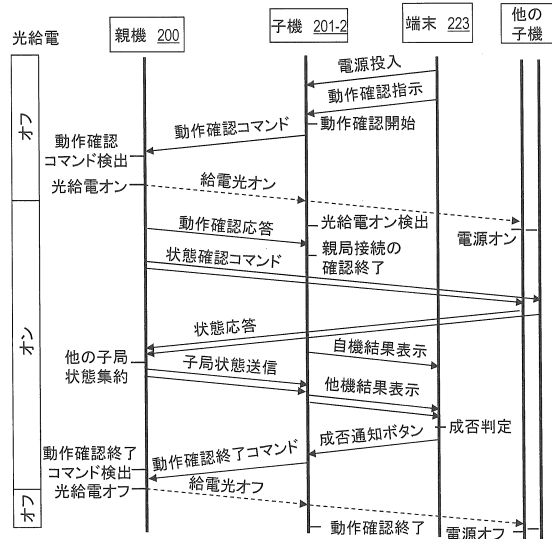 光給電
親機 200
子機 201-2
端末 223
他の
子機
オフ
電源投入
動作確認指示
動作確認開始
動作確認コマンド
動作確認
コマンド検出
光給電オン
給電光オン
オン
動作確認応答
光給電オン検出
電源オン
状態確認コマンド
親局接続の
確認終了
状態応答
自機結果表示
他の子局
状態集約
子局状態送信
他機結果表示
成否判定
成否通知ボタン
動作確認終了コマンド
動作確認終了
コマンド検出
光給電オフ
給電光オフ
オフ
動作確認終了
電源オフ